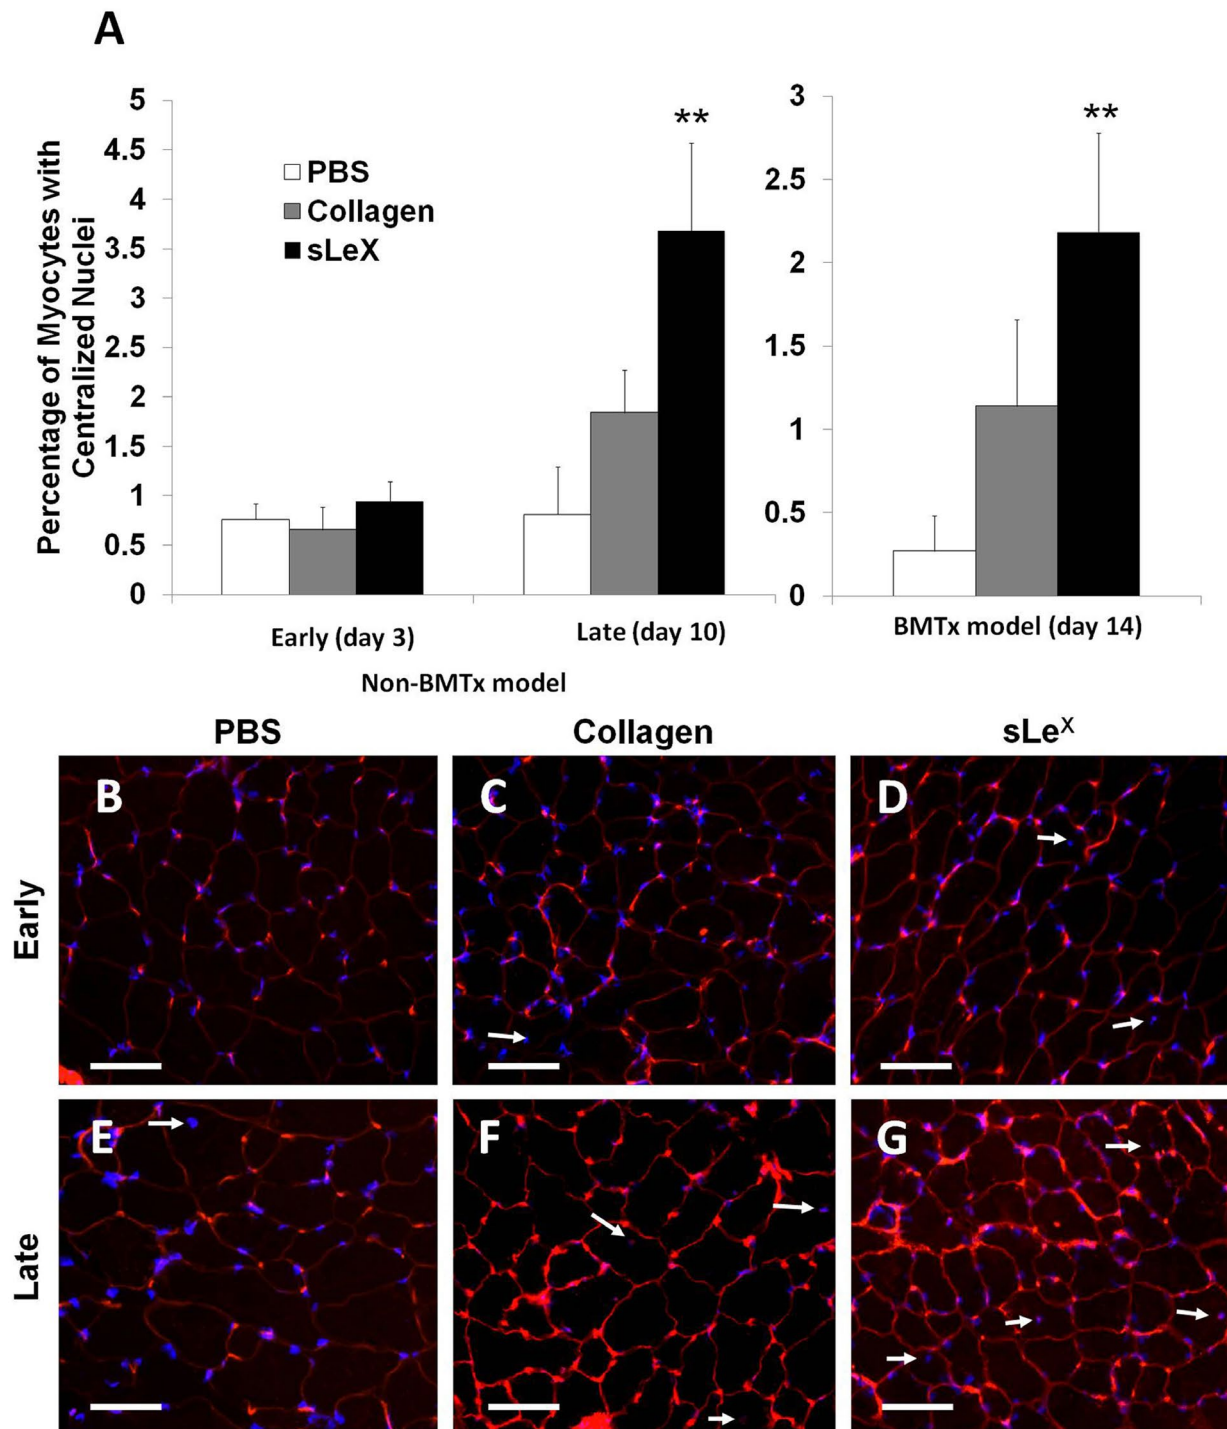 A
5
4.5
4
3.5
3
2.5
2
1.5
1
0.5
0
Percentage of Myocytes with
Centralized Nuclei
PBS
Collagen
sLeX
**
Early (day 3)
Late (day 10)
Non-BMTx model
3
2.5
2
1.5
1
0.5
0
**
BMTx model (day 14)
PBS
Collagen
sLeX
Early
B
C
D
Late
E
F
G